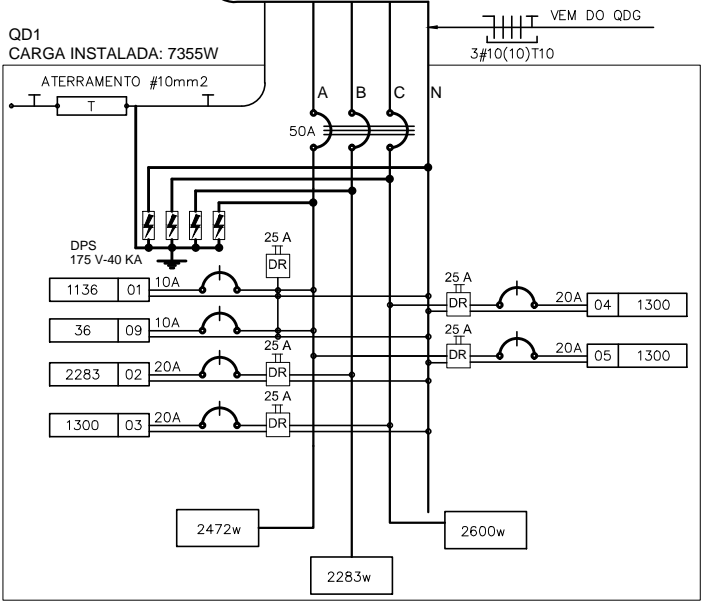 VEM DO QDG
3#10(10)T10
QD1
CARGA INSTALADA: 7355W
ATERRAMENTO #10mm2
T
A
B
C
N
50A
DPS
175 V-40 KA
25 A
DR
1136 01 10A
36 09 10A
25 A
2283 02 20A DR
25 A
1300 03 20A DR
25 A
DR 20A 04 1300
25 A
DR 20A 05 1300
2472w
2600w
2283w